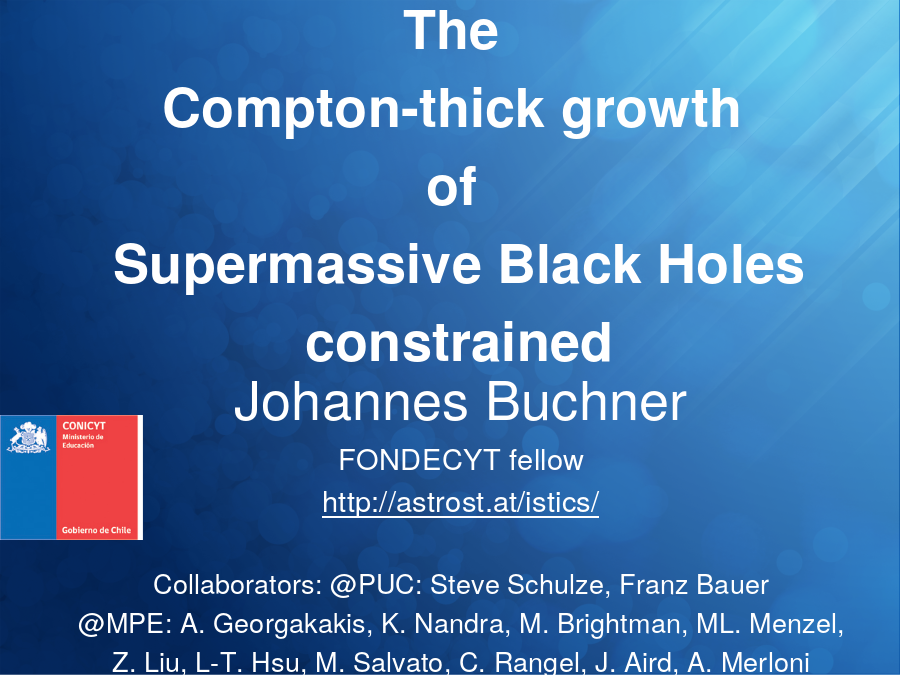 The
Compton-thick growth
of
Supermassive Black Holes
constrained
Johannes Buchner
CONICYT
Ministerio de
Educación
Gobierno de Chile
FONDECYT fellow
http://astrost.at/istics/
Collaborators: @PUC: Steve Schulze, Franz Bauer
@MPE: A. Georgakakis, K. Nandra, M. Brightman, ML. Menzel,
Z. Liu, L-T. Hsu, M. Salvato, C. Rangel, J. Aird, A. Merloni